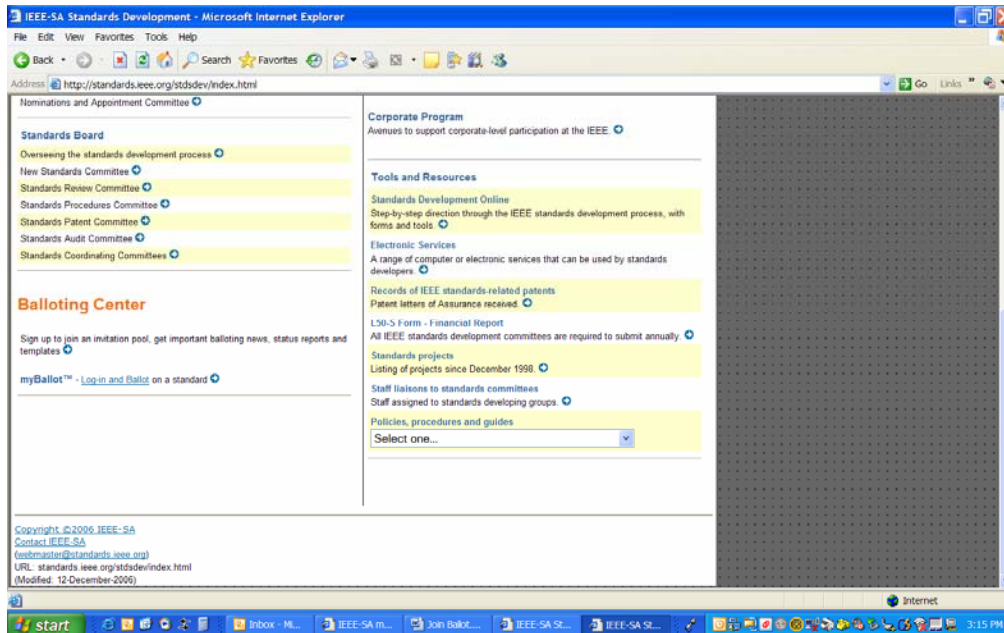 IEEE-SA Standards Development - Microsoft Internet Explorer
File Edit View Favorites Tools Help
Back Search Favorites
Address http://standards.ieee.org/stdsdev/index.html Go Links »
Nominations and Appointment Committee
Standards Board
Overseeing the standards development process
New Standards Committee
Standards Review Committee
Standards Procedures Committee
Standards Patent Committee
Standards Audit Committee
Standards Coordinating Committees
Balloting Center
Sign up to join an invitation pool, get important balloting news, status reports and
templates
myBallot™ - Log-in and Ballot on a standard
Corporate Program
Avenues to support corporate-level participation at the IEEE.
Tools and Resources
Standards Development Online
Step-by-step direction through the IEEE standards development process, with
forms and tools.
Electronic Services
A range of computer or electronic services that can be used by standards
developers.
Records of IEEE standards-related patents
Patent letters of Assurance received.
L50-S Form - Financial Report
All IEEE standards development committees are required to submit annually.
Standards projects
Listing of projects since December 1998.
Staff liaisons to standards committees
Staff assigned to standards developing groups.
Policies, procedures and guides
Select one...
Copyright ©2006 IEEE-SA
Contact IEEE-SA
(webmaster@standards.ieee.org)
URL: standards.ieee.org/stdsdev/index.html
(Modified: 12-December-2006)
Internet
start Inbox - Mi... IEEE-SA m... Join Ballot.... IEEE-SA St... IEEE-SA St... 3:15 PM